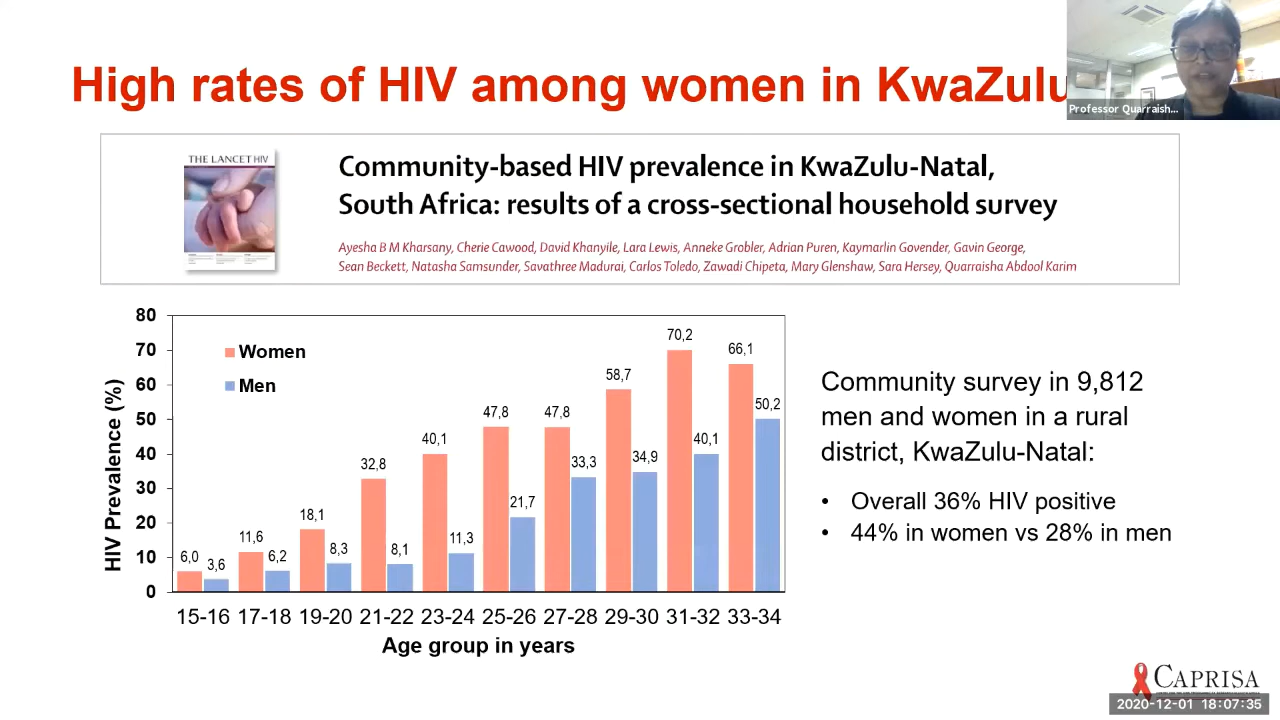 High rates of HIV among women in KwaZulu
Professor Quarraish...
THE LANCET HIV
Community-based HIV prevalence in KwaZulu-Natal,
South Africa: results of a cross-sectional household survey
Ayesha B M Kharsany, Cherie Cawood, David Khanyile, Lara Lewis, Anneke Grobler, Adrian Puren, Kaymarlin Govender, Gavin George,
Sean Beckett, Natasha Samsunder, Savathree Madurai, Carlos Toledo, Zawadi Chipeta, Mary Glenshaw, Sara Hersey, Quarraisha Abdool Karim
HIV Prevalence (%)
80
70
60
50
40
30
20
10
0
Women
Men
6,0 3,6
11,6 6,2
18,1 8,3
32,8 8,1
40,1 11,3
47,8 21,7
47,8 33,3
58,7 34,9
70,2 40,1
66,1 50,2
15-16 17-18 19-20 21-22 23-24 25-26 27-28 29-30 31-32 33-34
Age group in years
Community survey in 9,812
men and women in a rural
district, KwaZulu-Natal:
• Overall 36% HIV positive
• 44% in women vs 28% in men
CAPRISA
2020-12-01 18:07:35